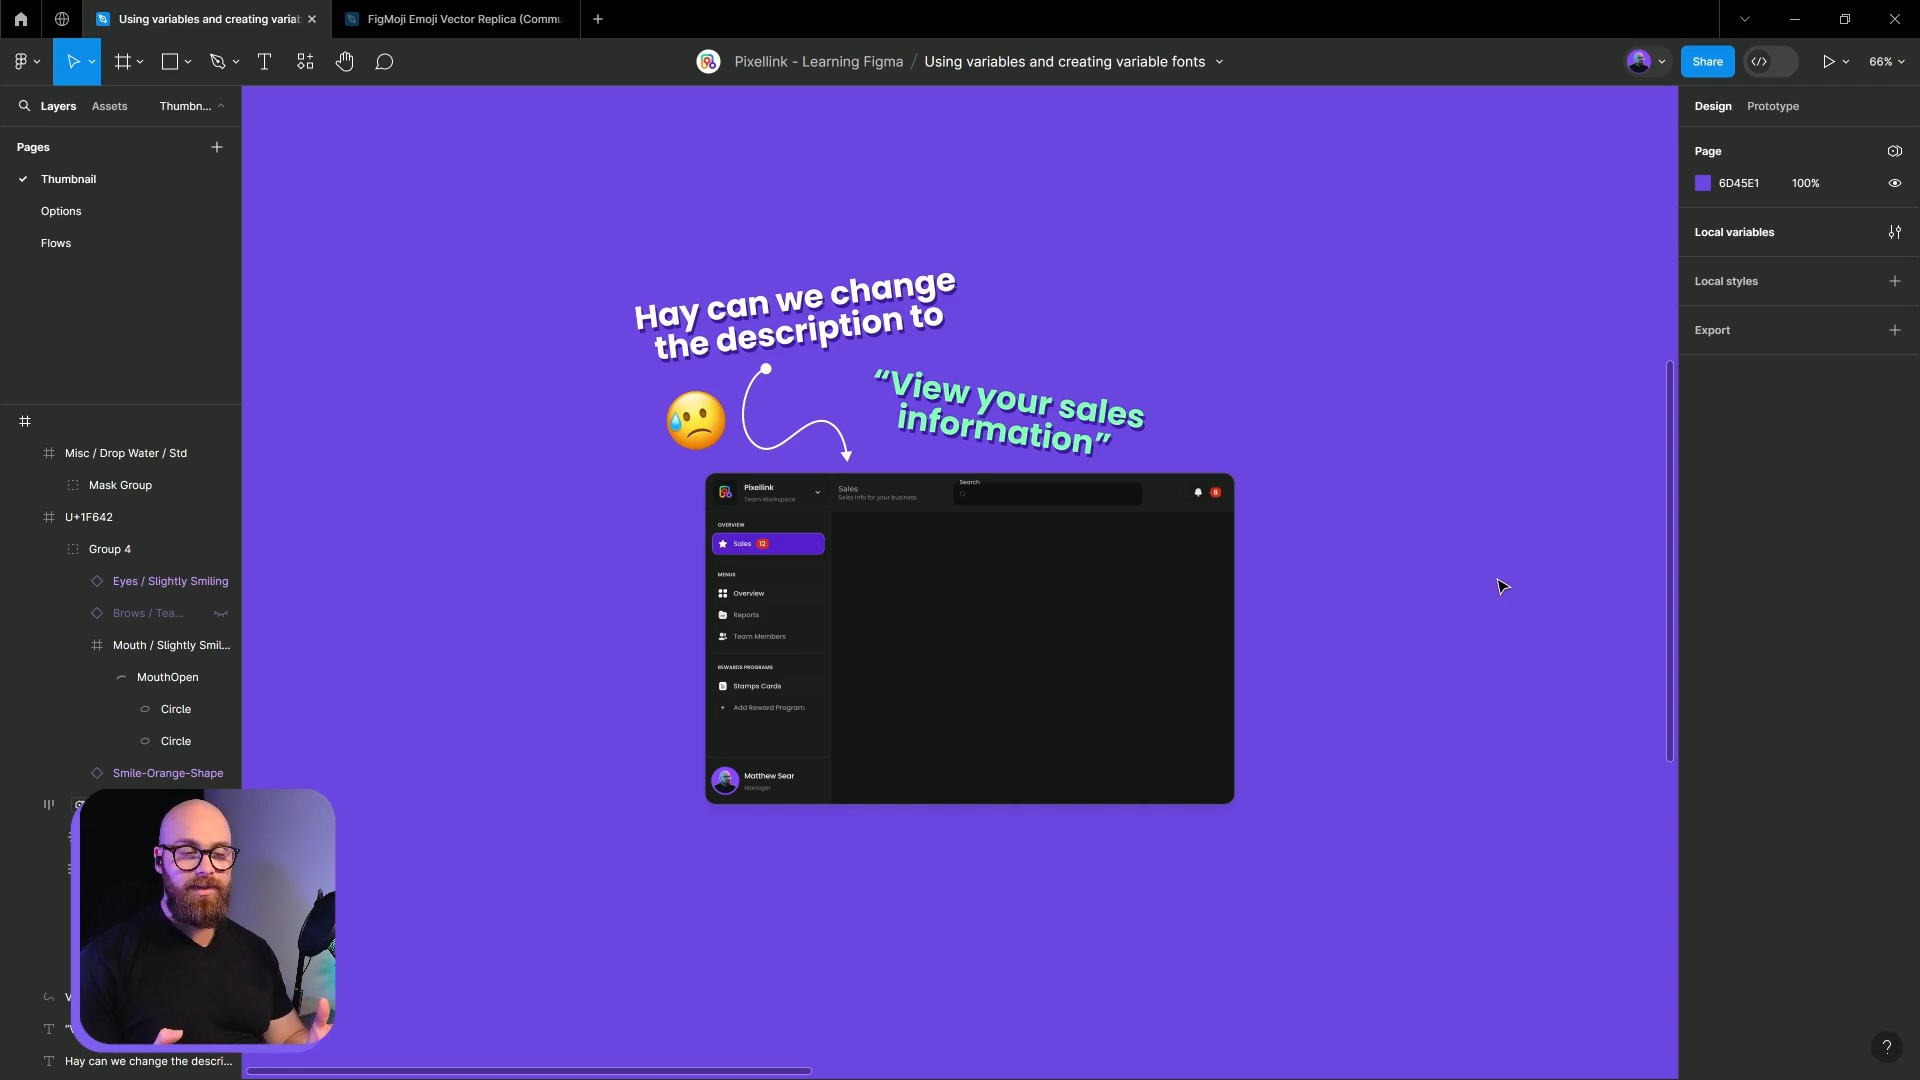 Using variables and creating varia
FigMoji Emoji Vector Replica (Commu
Pixellink - Learning Figma / Using variables and creating variable fonts
Share
66%
Layers
Assets
Thumbn...
Pages
Thumbnail
Options
Flows
Misc / Drop Water / Std
Mask Group
U+1F642
Group 4
Eyes / Slightly Smiling
Brows / Tea...
Mouth / Slightly Smil...
MouthOpen
Circle
Circle
Smile-Orange-Shape
Hay can we change the descri...
Hay can we change
the description to
“View your sales
information”
Pixellink
Team Workspace
Sales
Sales info for your business
Search
8
OVERVIEW
Sales 12
MENUS
Overview
Reports
Team Members
REWARDS PROGRAMS
Stamps Cards
+ Add Reward Program
Matthew Sear
Manager
Design
Prototype
Page
6D45E1 100%
Local variables
Local styles
Export
?